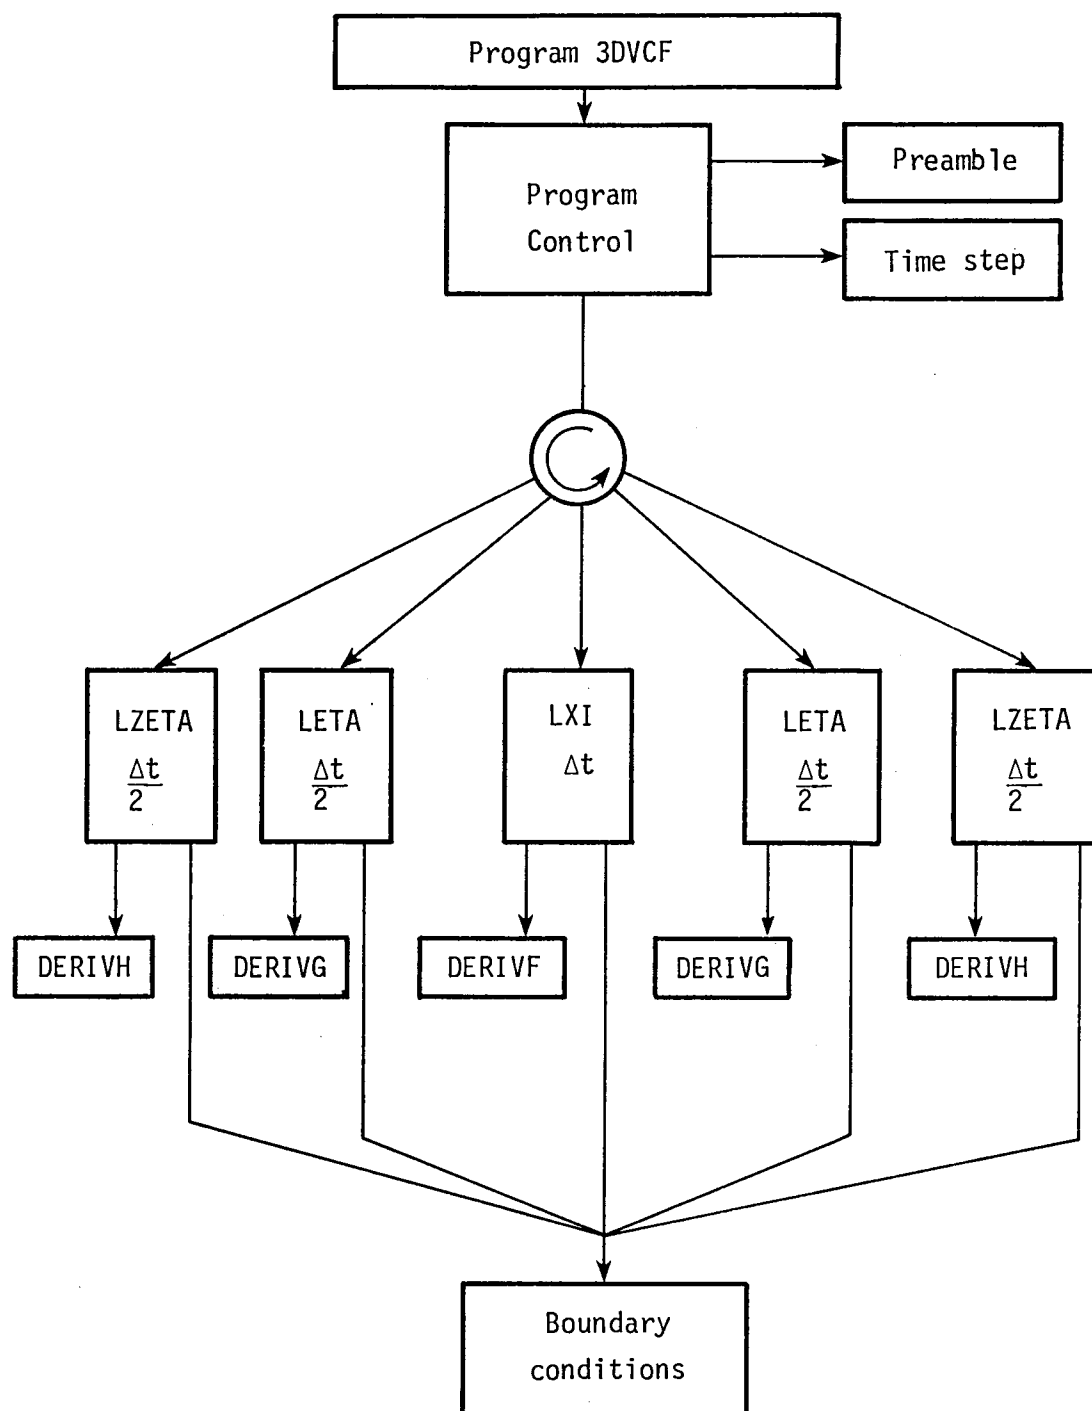 Program 3DVCF
Program
Control
Preamble
Time step
LZETA
Δt
2
LETA
Δt
2
LXI
Δt
LETA
Δt
2
LZETA
Δt
2
DERIVH
DERIVG
DERIVF
DERIVG
DERIVH
Boundary
conditions